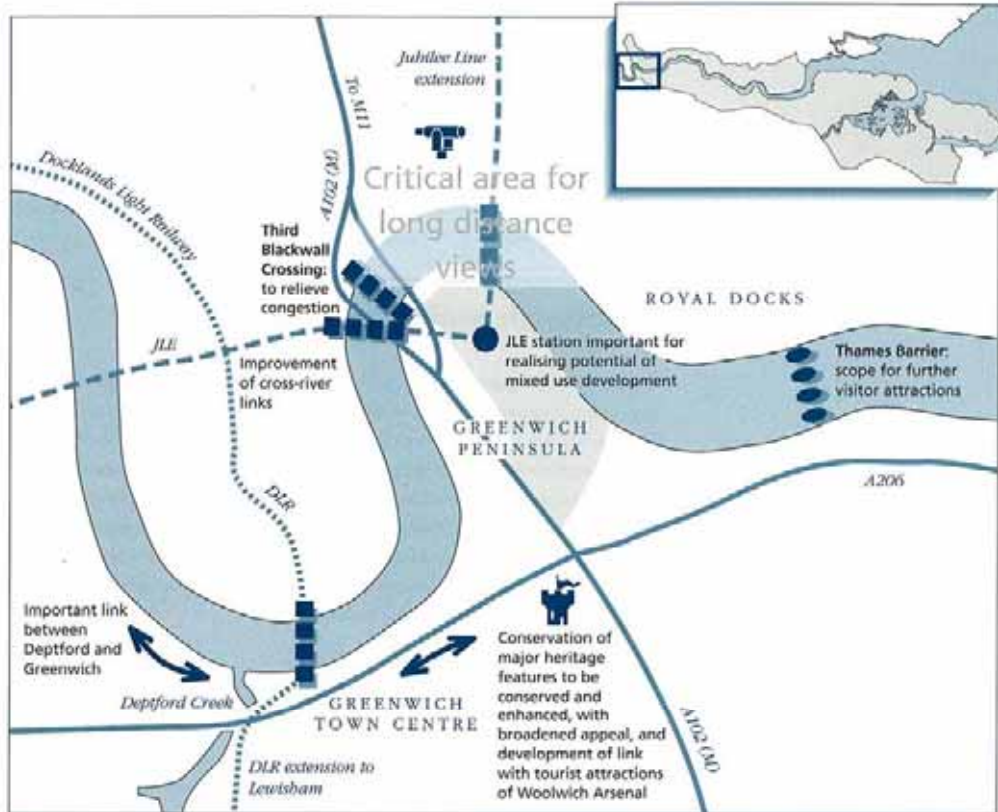 Jubilee Line
extension
To M11
A102 (M)
Docklands Light Railway
Critical area for
long distance
views
Third
Blackwall
Crossing:
to relieve
congestion
ROYAL DOCKS
JLE
Improvement
of cross-river
links
JLE station important for
realising potential of
mixed use development
Thames Barrier:
scope for further
visitor attractions
GREENWICH
PENINSULA
A206
DLR
Important link
between
Deptford and
Greenwich
Deptford Creek
GREENWICH
TOWN CENTRE
Conservation of
major heritage
features to be
conserved and
enhanced, with
broadened appeal, and
development of link
with tourist attractions
of Woolwich Arsenal
A102 (M)
DLR extension to
Lewisham